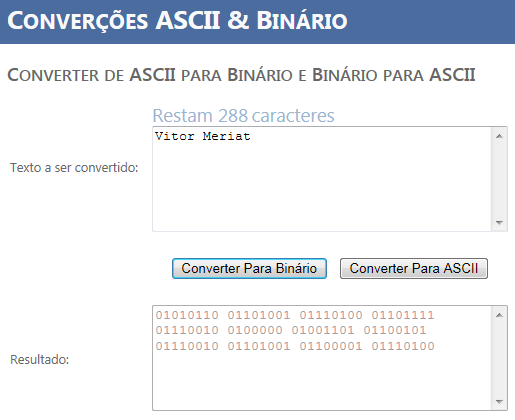 Converções ASCII & Binário
Converter de ASCII para Binário e Binário para ASCII
Restam 288 caracteres
Texto a ser convertido:
Vitor Meriat
Converter Para Binário
Converter Para ASCII
Resultado:
01010110 01101001 01110100 01101111
01110010 0100000 01001101 01100101
01110010 01101001 01100001 01110100